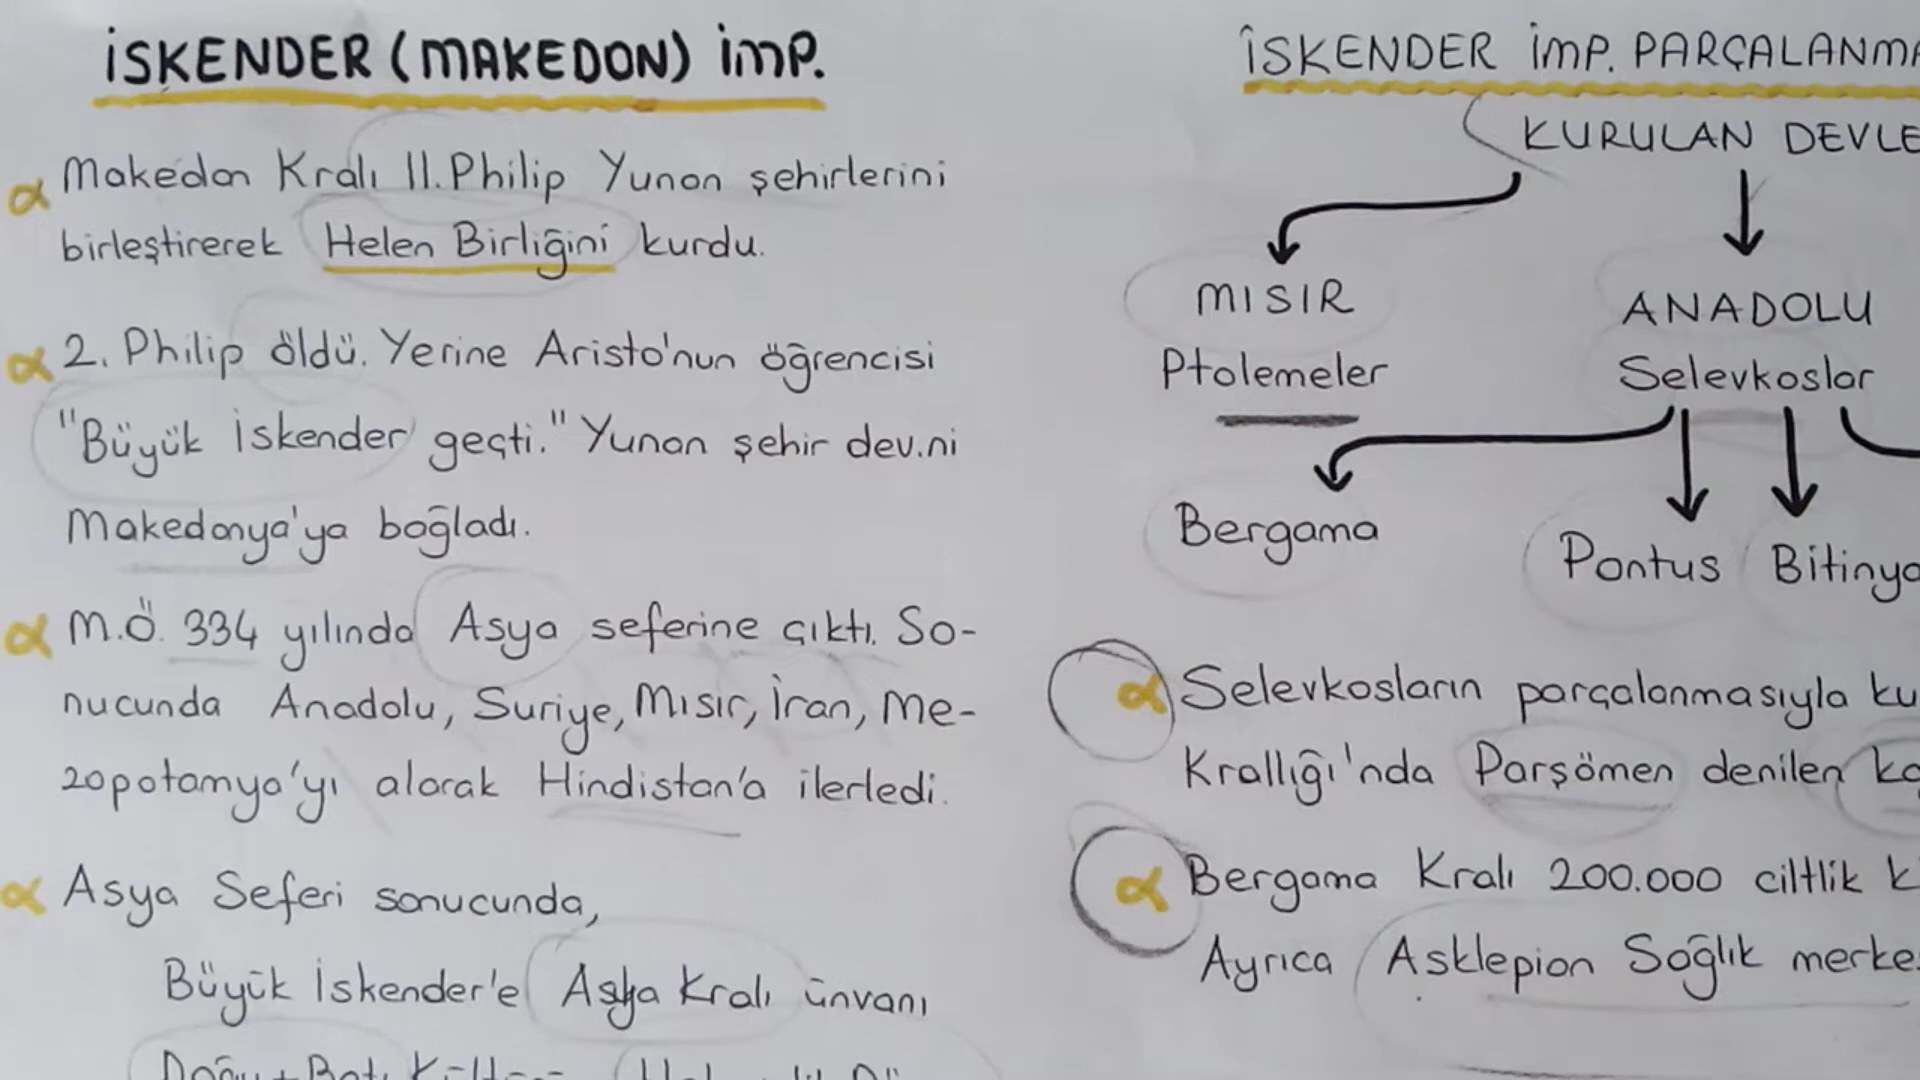 İSKENDER (MAKEDON) İMP.
α Makedon Kralı II. Philip Yunan şehirlerini
birleştirerek Helen Birliğini kurdu.
α 2. Philip öldü. Yerine Aristo'nun öğrencisi
"Büyük İskender geçti." Yunan şehir dev.ni
Makedonya'ya bağladı.
α M.Ö. 334 yılında Asya seferine çıktı. So-
nucunda Anadolu, Suriye, Mısır, İran, Me-
zopotamya'yı alarak Hindistan'a ilerledi.
α Asya Seferi sonucunda,
Büyük İskender'e Asya Kralı ünvanı
İSKENDER İMP. PARÇALANMA
KURULAN DEVLE
MISIR ANADOLU
Ptolemeler Selevkoslar
Bergama Pontus Bitinya
α Selevkosların parçalanmasıyla ku
Krallığı'nda Parşömen denilen
α Bergama Kralı 200.000 ciltlik k
Ayrıca Asklepion Sağlık merke